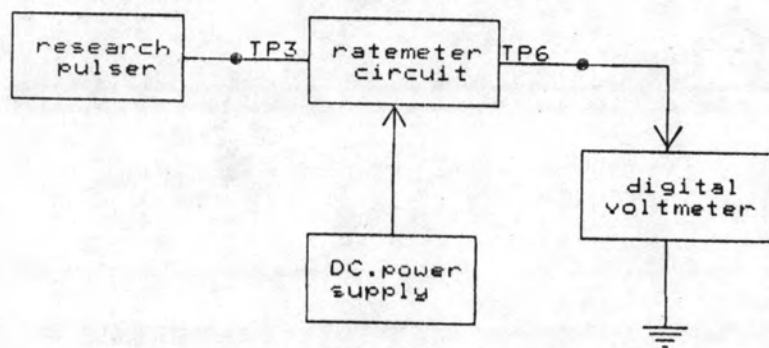 research
pulser
TP3
ratemeter
circuit
TP6
digital
voltmeter
DC.power
supply